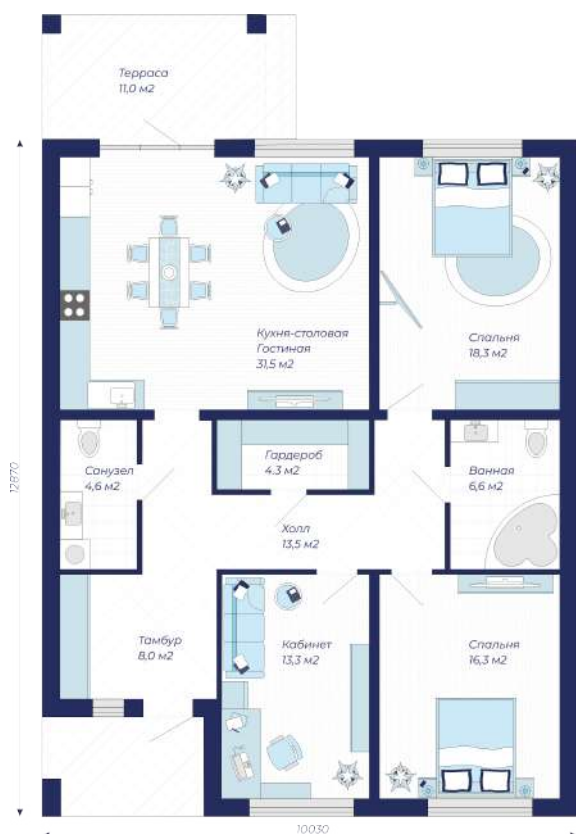 Терраса
11,0 м2
Кухня-столовая
Гостиная
31,5 м2
Спальня
18,3 м2
Санузел
4,6 м2
Гардероб
4.3 м2
Ванная
6,6 м2
Холл
13,5 м2
Тамбур
8,0 м2
Кабинет
13,3 м2
Спальня
16,3 м2
12870
10030